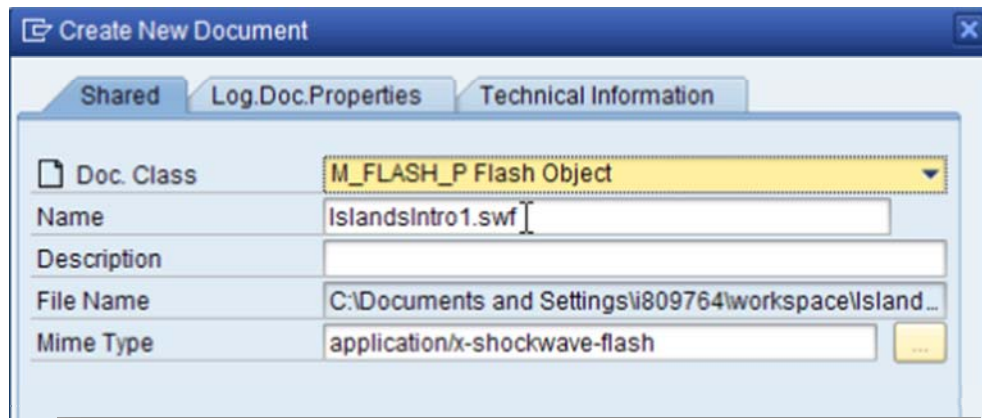 Create New Document
Shared Log.Doc.Properties Technical Information
Doc. Class M_FLASH_P Flash Object
Name IslandsIntro1.swf
Description
File Name C:\Documents and Settings\i809764\workspace\Island...
Mime Type application/x-shockwave-flash ...